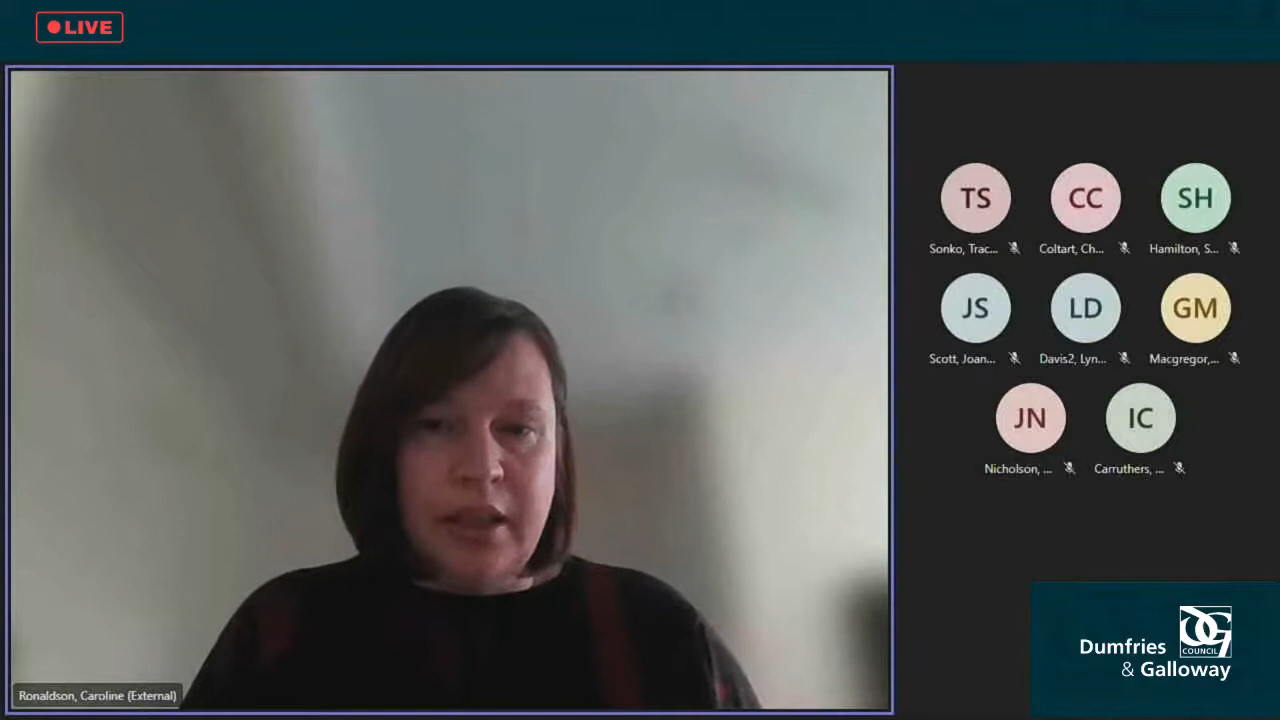 LIVE
TS
CC
SH
Sonko, Trac...
Coltart, Ch...
Hamilton, S...
JS
LD
GM
Scott, Joan...
Davis2, Lyn...
Macgregor,...
JN
IC
Nicholson, ...
Carruthers, ...
Ronaldson, Caroline (External)
DG
COUNCIL
Dumfries
& Galloway